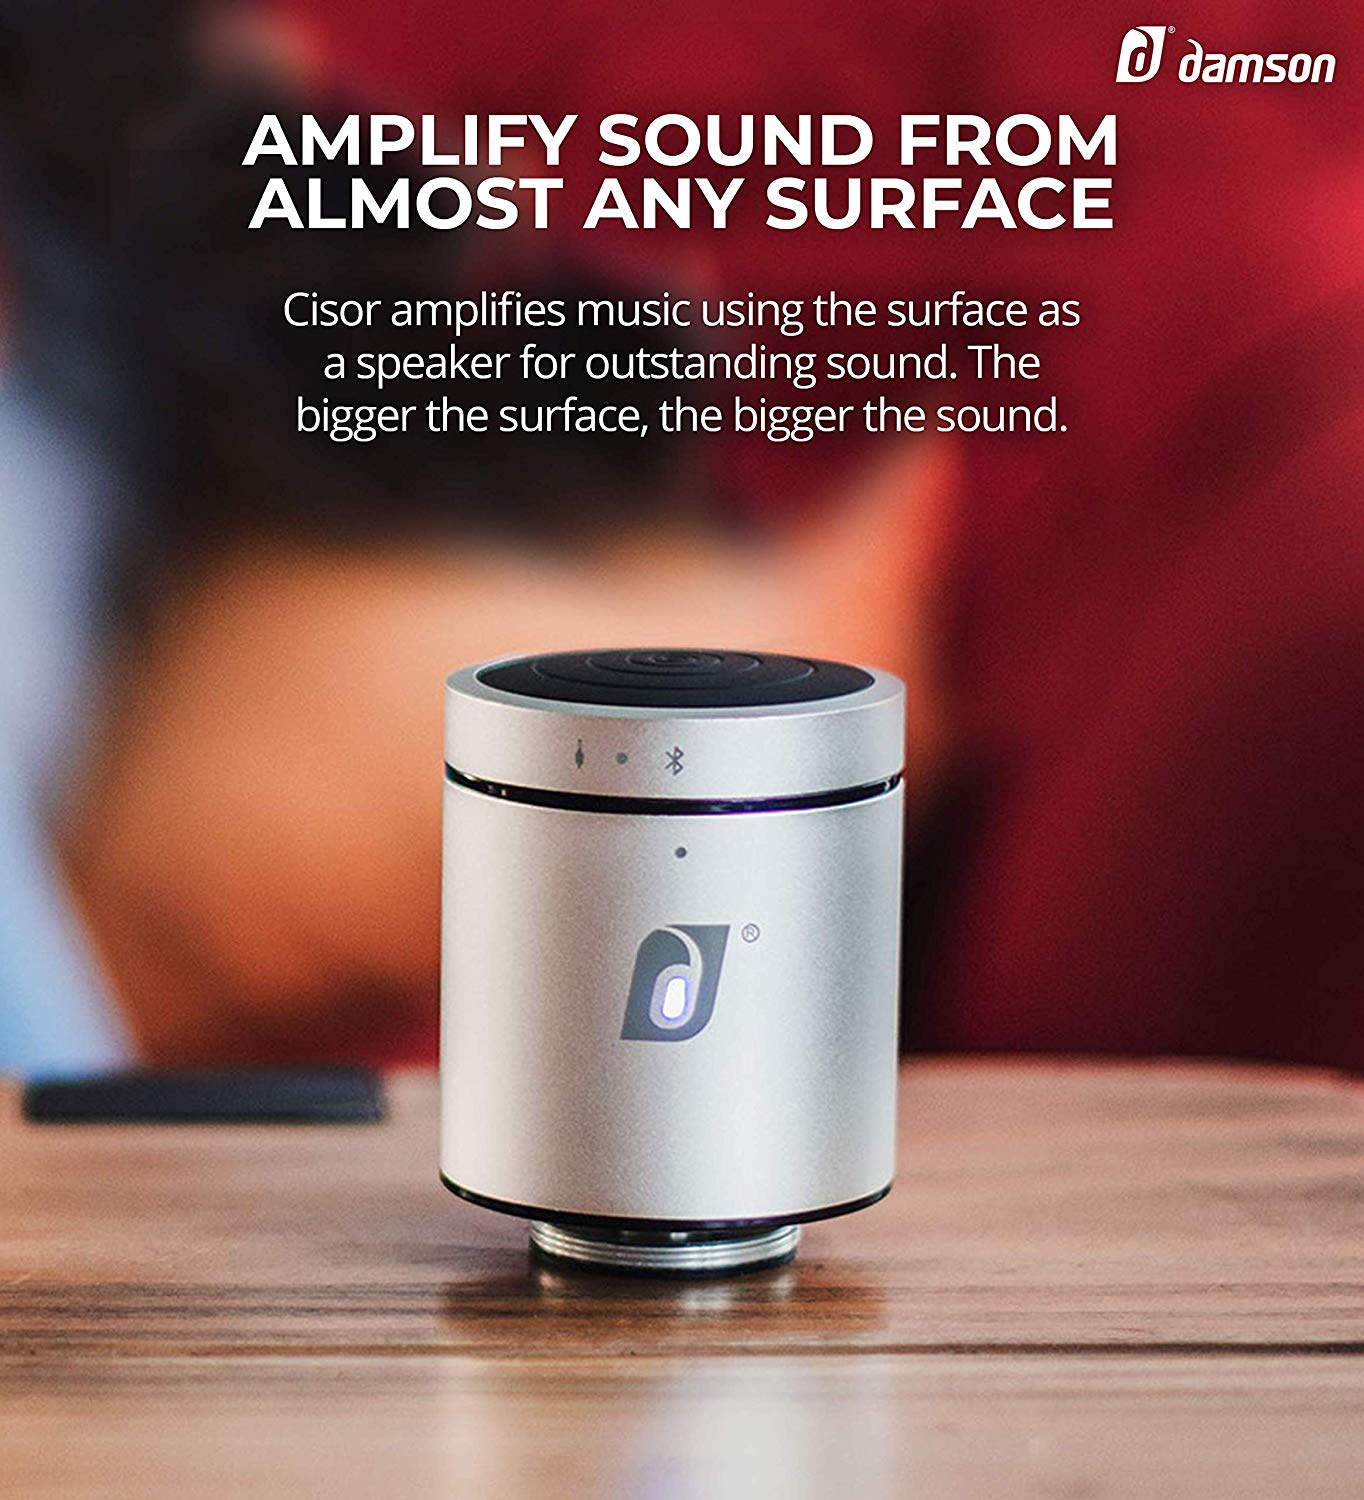 damson
AMPLIFY SOUND FROM
ALMOST ANY SURFACE
Cisor amplifies music using the surface as
a speaker for outstanding sound. The
bigger the surface, the bigger the sound.